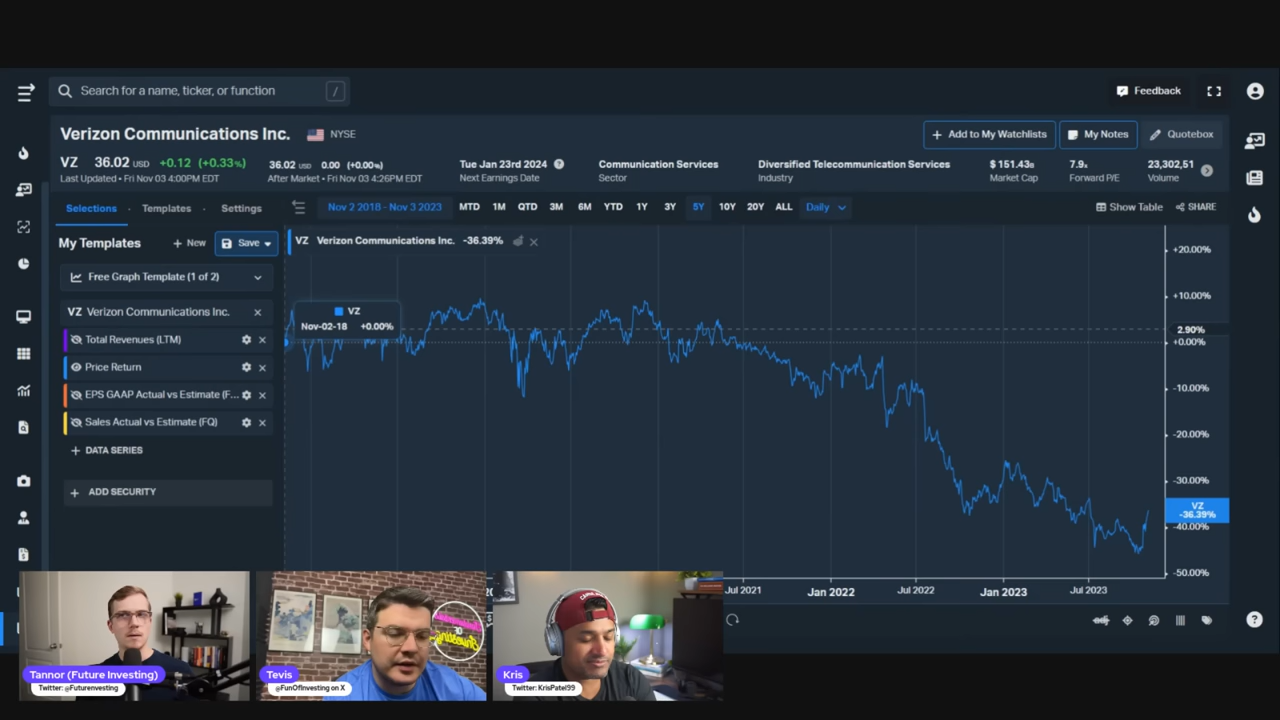 Search for a name, ticker, or function /
Feedback
Verizon Communications Inc. NYSE
+ Add to My Watchlists My Notes Quotebox
VZ 36.02 USD +0.12 (+0.33%) 36.02 USD 0.00 (+0.00%) Tue Jan 23rd 2024 ? Communication Services Diversified Telecommunication Services $ 151.43B 7.9x 23,302,51
Last Updated • Fri Nov 03 4:00PM EDT After Market • Fri Nov 03 4:26PM EDT Next Earnings Date Sector Industry Market Cap Forward P/E Volume
Selections Templates Settings
Nov 2 2018 - Nov 3 2023 MTD 1M QTD 3M 6M YTD 1Y 3Y 5Y 10Y 20Y ALL Daily Show Table SHARE
My Templates + New Save
Free Graph Template (1 of 2)
VZ Verizon Communications Inc.
Total Revenues (LTM)
Price Return
EPS GAAP Actual vs Estimate (F...
Sales Actual vs Estimate (FQ)
+ DATA SERIES
+ ADD SECURITY
VZ Verizon Communications Inc. -36.39%
VZ
Nov-02-18 +0.00%
+20.00%
+10.00%
2.90%
+0.00%
-10.00%
-20.00%
-30.00%
VZ
-36.39%
-40.00%
-50.00%
Jul 2021 Jan 2022 Jul 2022 Jan 2023 Jul 2023
?
Tannor (Future Investing)
Twitter: @Futurenvesting
Tevis
@FunOfInvesting on X
Kris
Twitter: KrisPatel99